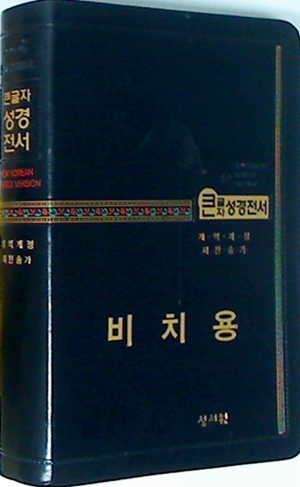 큰글자
성경
전서
NEW KOREAN
REVISED VERSION
개역개정
새찬송가
큰글자성경전서
개역개정
새찬송가
비치용
성서원